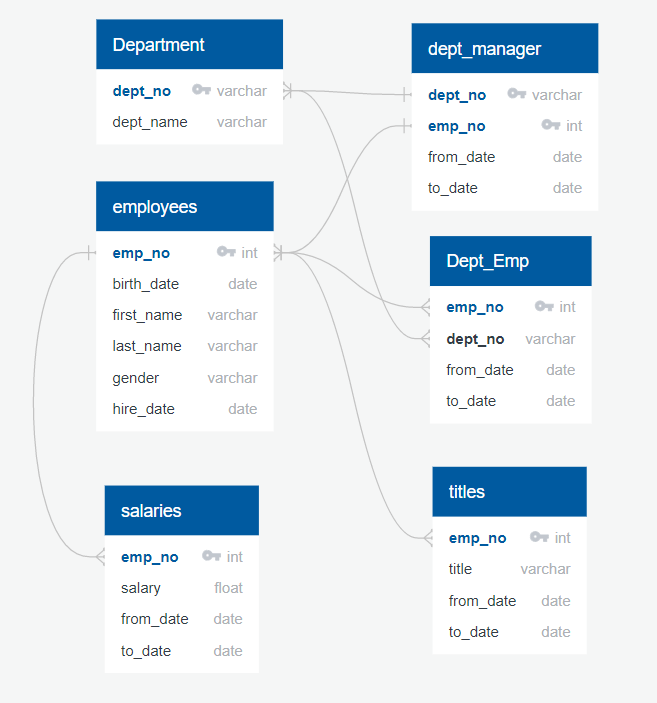 Department
dept_no varchar
dept_name varchar
employees
emp_no int
birth_date date
first_name varchar
last_name varchar
gender varchar
hire_date date
salaries
emp_no int
salary float
from_date date
to_date date
dept_manager
dept_no varchar
emp_no int
from_date date
to_date date
Dept_Emp
emp_no int
dept_no varchar
from_date date
to_date date
titles
emp_no int
title varchar
from_date date
to_date date